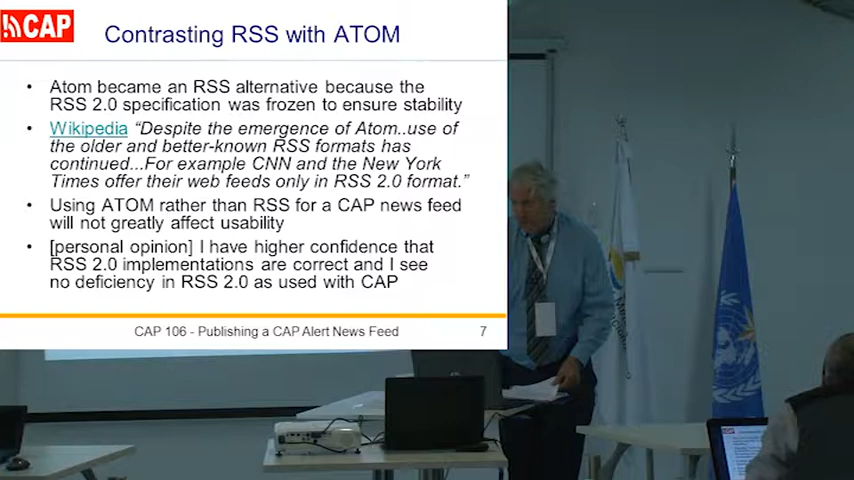 CAP
Contrasting RSS with ATOM
• Atom became an RSS alternative because the
RSS 2.0 specification was frozen to ensure stability
• Wikipedia “Despite the emergence of Atom..use of
the older and better-known RSS formats has
continued...For example CNN and the New York
Times offer their web feeds only in RSS 2.0 format.”
• Using ATOM rather than RSS for a CAP news feed
will not greatly affect usability
• [personal opinion] I have higher confidence that
RSS 2.0 implementations are correct and I see
no deficiency in RSS 2.0 as used with CAP
CAP 106 - Publishing a CAP Alert News Feed 7